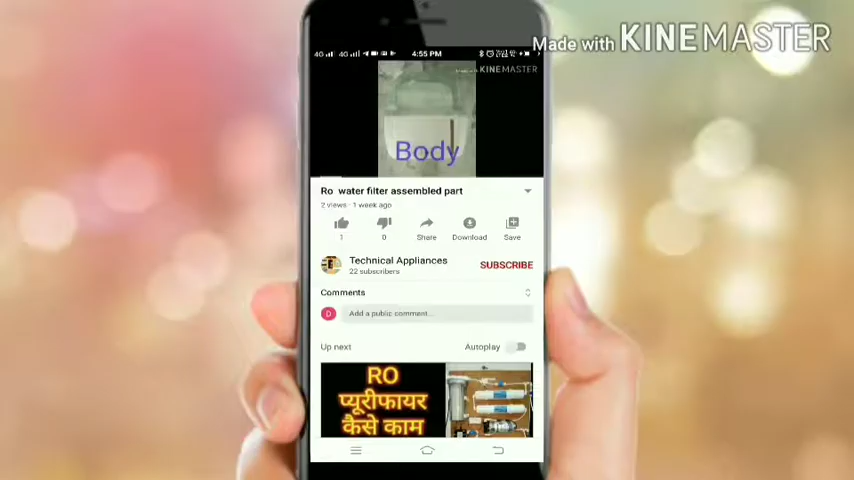 Made with KINEMASTER
4:55 PM
KINEMASTER
Body
Ro water filter assembled part
2 views · 1 week ago
1
0
Share
Download
Save
Technical Appliances
22 subscribers
SUBSCRIBE
Comments
D
Add a public comment...
Up next
Autoplay
RO
प्यूरीफायर
कैसे काम